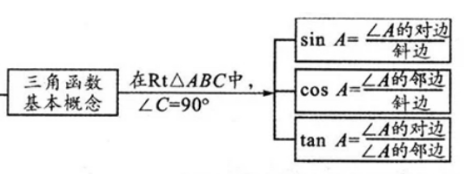 三角函数
基本概念
在Rt△ABC中，
∠C=90°
sin A=∠A的对边/斜边
cos A=∠A的邻边/斜边
tan A=∠A的对边/∠A的邻边